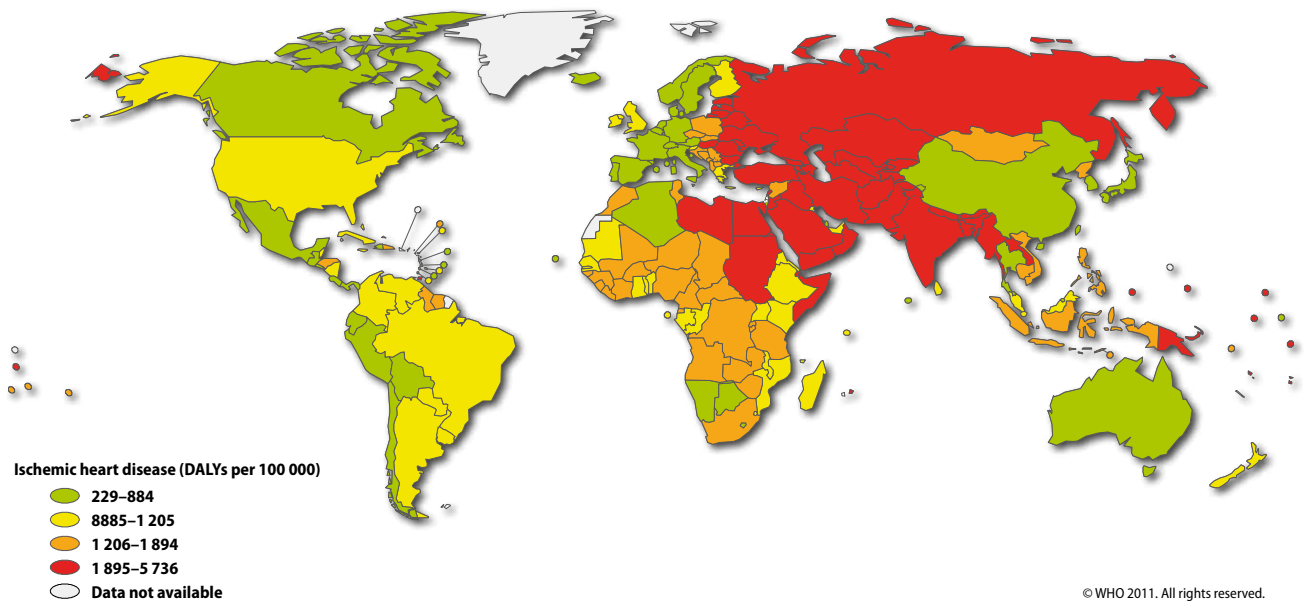 Ischemic heart disease (DALYs per 100 000)
229–884
8885–1 205
1 206–1 894
1 895–5 736
Data not available
© WHO 2011. All rights reserved.